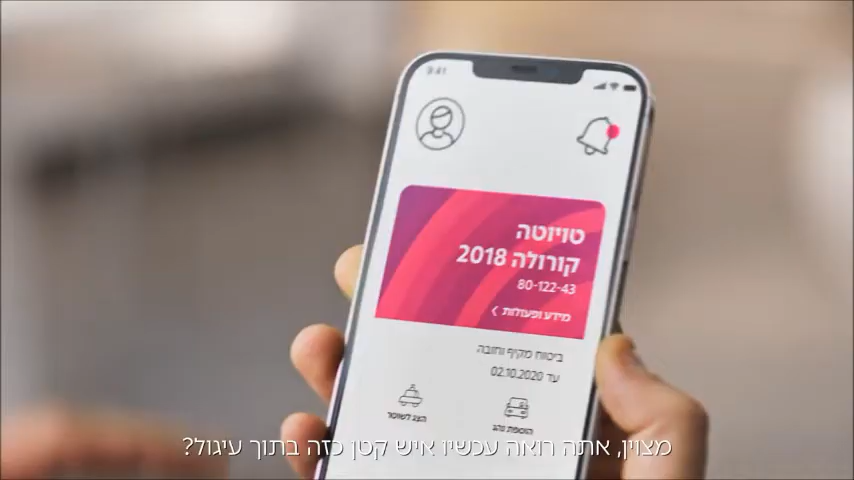 9:41
טויוטה
קורולה 2018
80-122-43
מידע ופעולות
ביטוח מקיף וחובה
עד 02.10.2020
הוספת נהג
הצג לשוטר
מצוין, אתה רואה עכשיו איש קטן כזה בתוך עיגול?